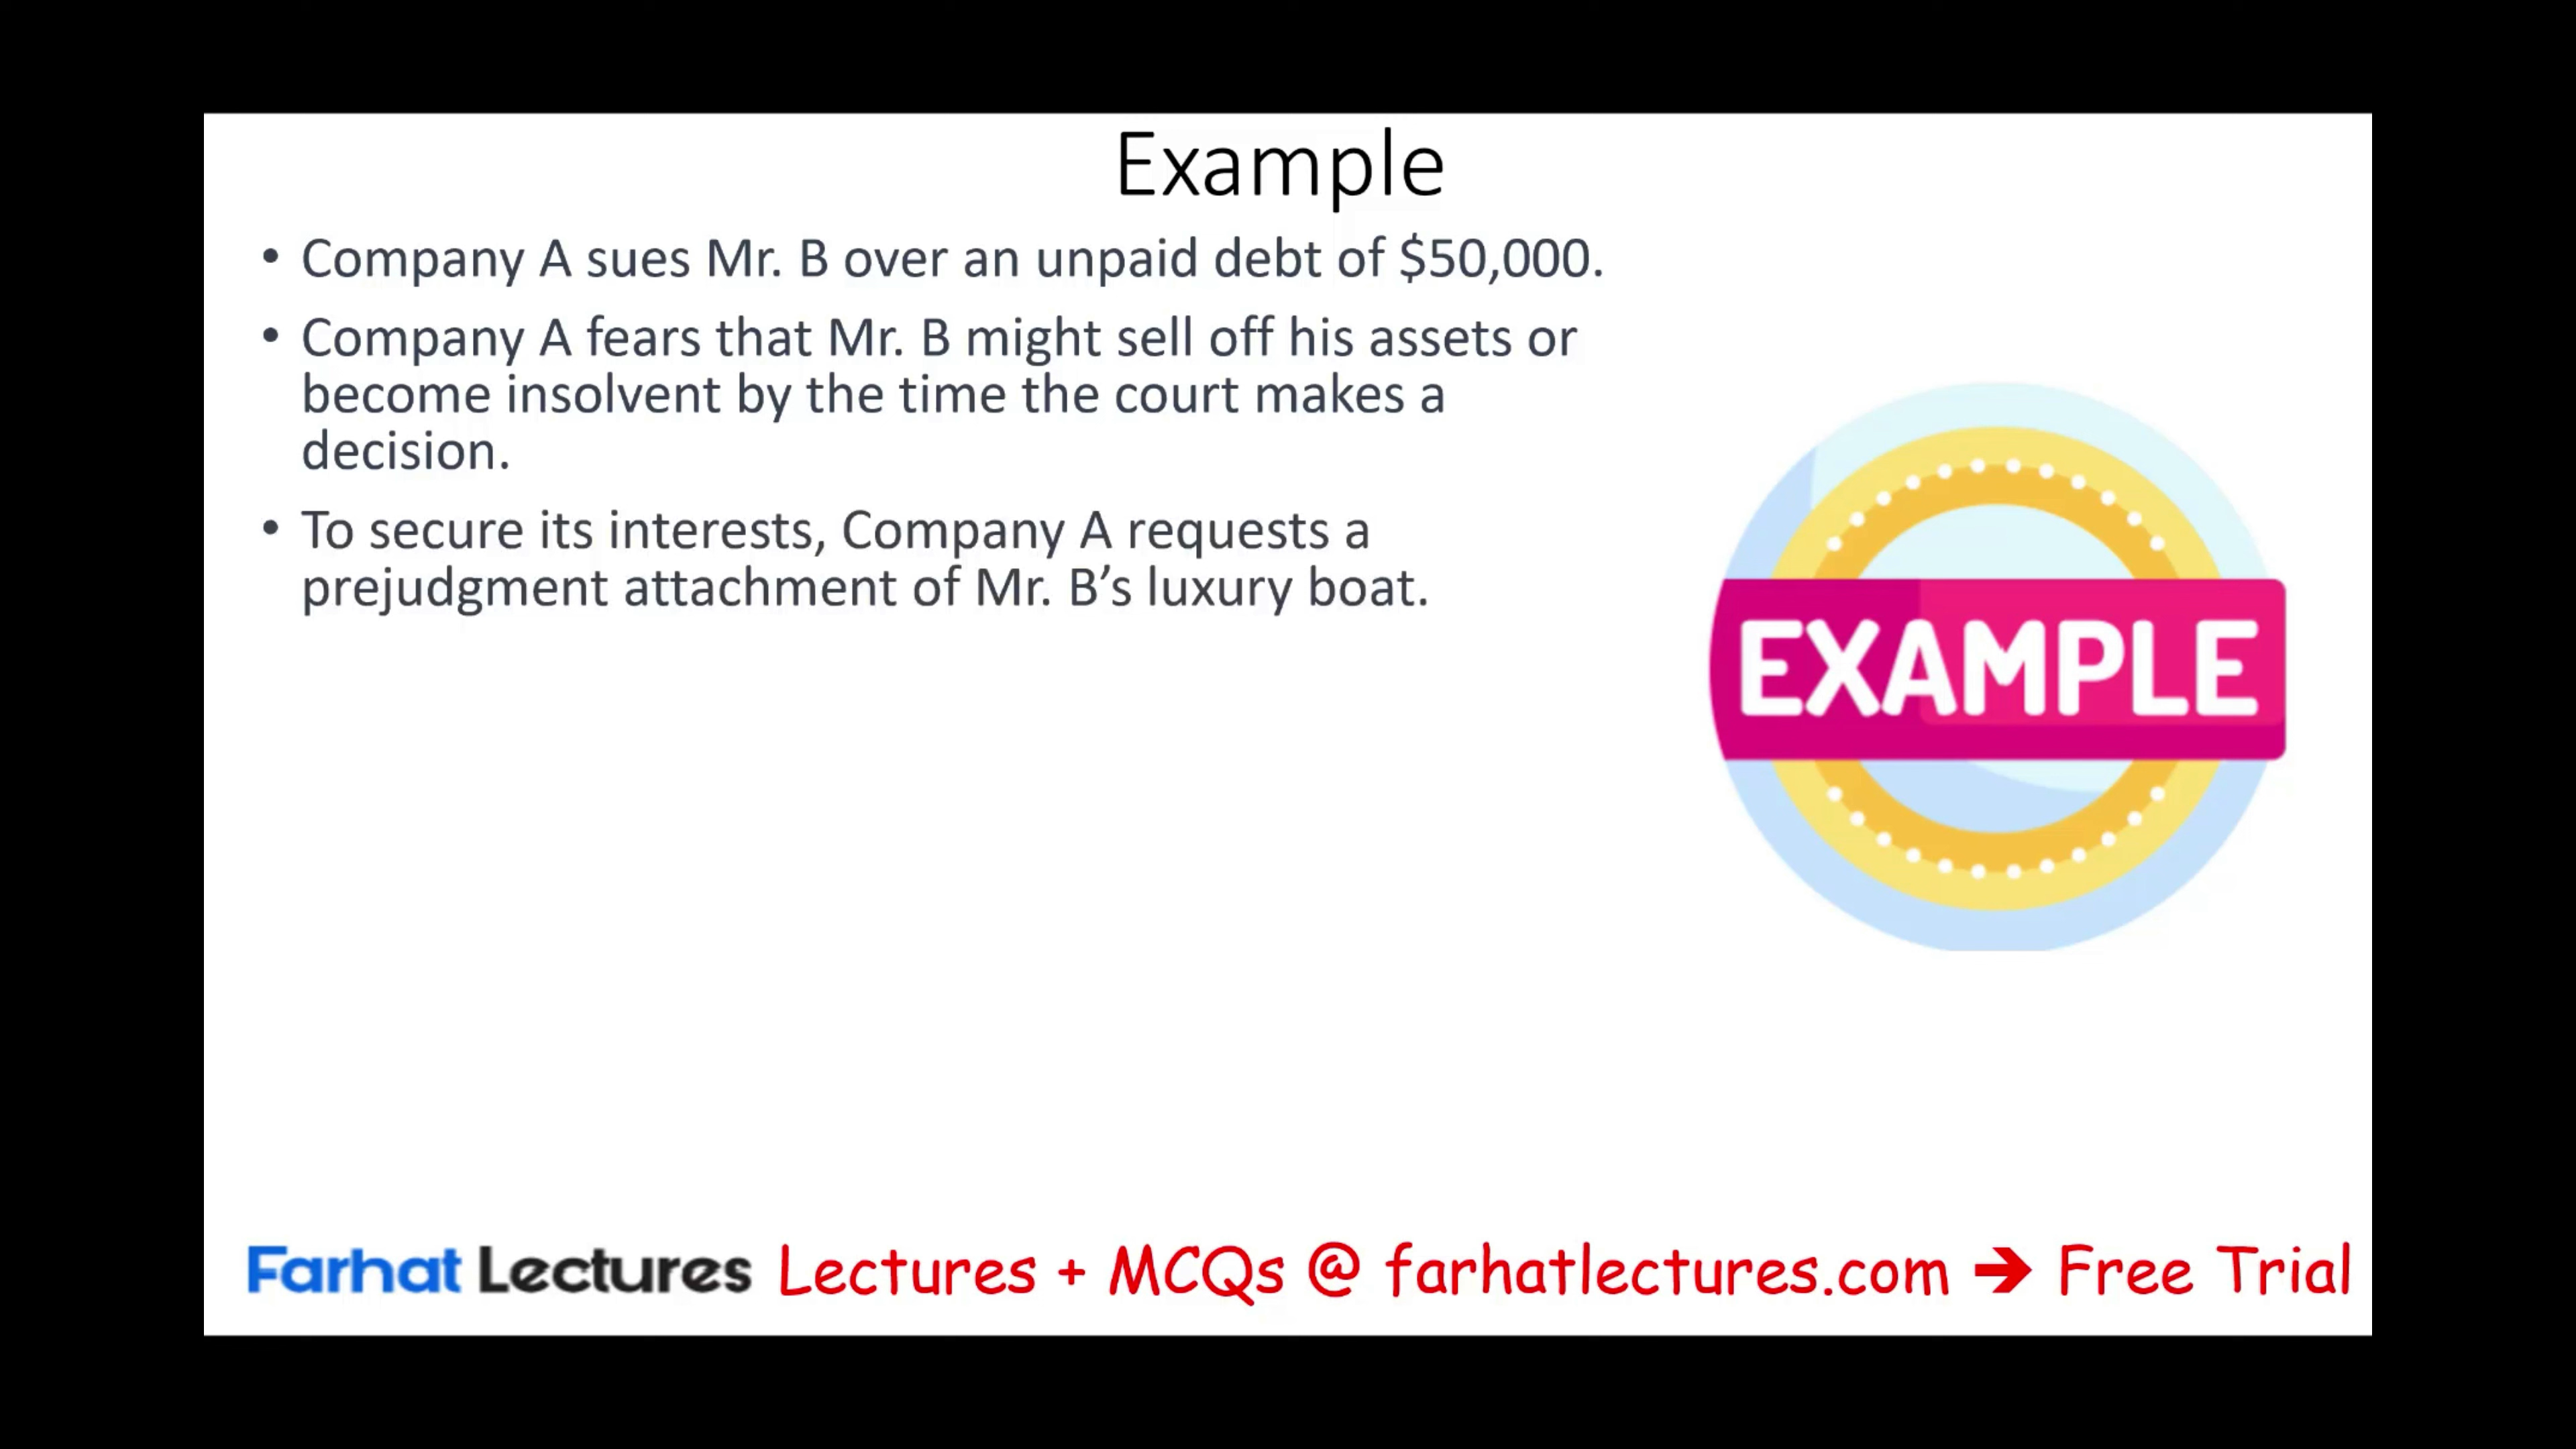 Example
• Company A sues Mr. B over an unpaid debt of $50,000.
• Company A fears that Mr. B might sell off his assets or
become insolvent by the time the court makes a
decision.
• To secure its interests, Company A requests a
prejudgment attachment of Mr. B’s luxury boat.
EXAMPLE
Farhat Lectures Lectures + MCQs @ farhatlectures.com ➔ Free Trial